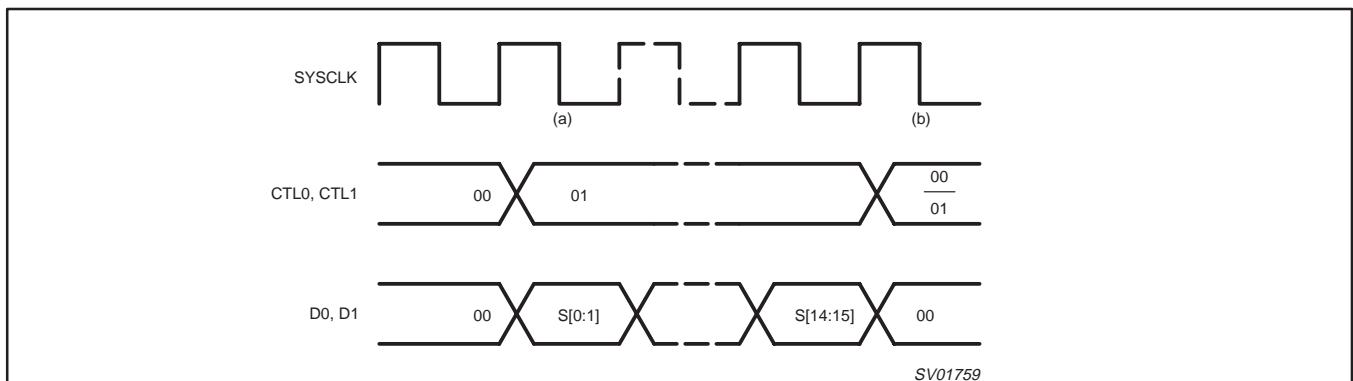 SYSCLK
(a) (b)
CTL0, CTL1 00 01 00
01
D0, D1 00 S[0:1] S[14:15] 00
SV01759